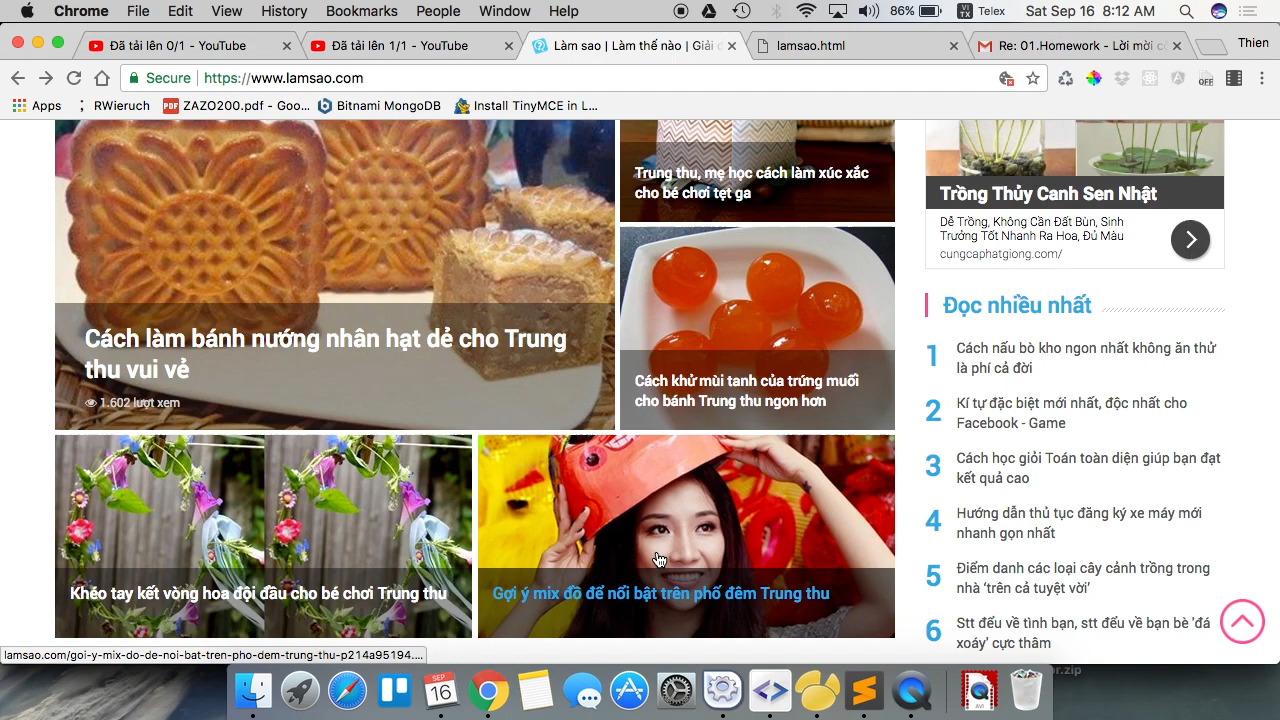 Chrome File Edit View History Bookmarks People Window Help 86% VI TX Telex Sat Sep 16 8:12 AM
Đã tải lên 0/1 - YouTube Đã tải lên 1/1 - YouTube Làm sao | Làm thế nào | Giải đ lamsao.html Re: 01.Homework - Lời mời c Thien
Secure https://www.lamsao.com OFF
Apps RWieruch PDF ZAZO200.pdf - Goo... Bitnami MongoDB Install TinyMCE in L...
Trung thu, mẹ học cách làm xúc xắc
cho bé chơi tẹt ga
Cách làm bánh nướng nhân hạt dẻ cho Trung
thu vui vẻ
1.602 lượt xem
Cách khử mùi tanh của trứng muối
cho bánh Trung thu ngon hơn
Khéo tay kết vòng hoa đội đầu cho bé chơi Trung thu
Gợi ý mix đồ để nổi bật trên phố đêm Trung thu
Trồng Thủy Canh Sen Nhật
Dễ Trồng, Không Cần Đất Bùn, Sinh
Trưởng Tốt Nhanh Ra Hoa, Đủ Màu
cungcaphatgiong.com/
Đọc nhiều nhất
1 Cách nấu bò kho ngon nhất không ăn thử
là phí cả đời
2 Kí tự đặc biệt mới nhất, độc nhất cho
Facebook - Game
3 Cách học giỏi Toán toàn diện giúp bạn đạt
kết quả cao
4 Hướng dẫn thủ tục đăng ký xe máy mới
nhanh gọn nhất
5 Điểm danh các loại cây cảnh trồng trong
nhà ‘trên cả tuyệt vời’
6 Stt đểu về tình bạn, stt đểu về bạn bè 'đá
xoáy' cực thâm
lamsao.com/goi-y-mix-do-de-noi-bat-tren-pho-dem-trung-thu-p214a95194....
SEP
16
AVI